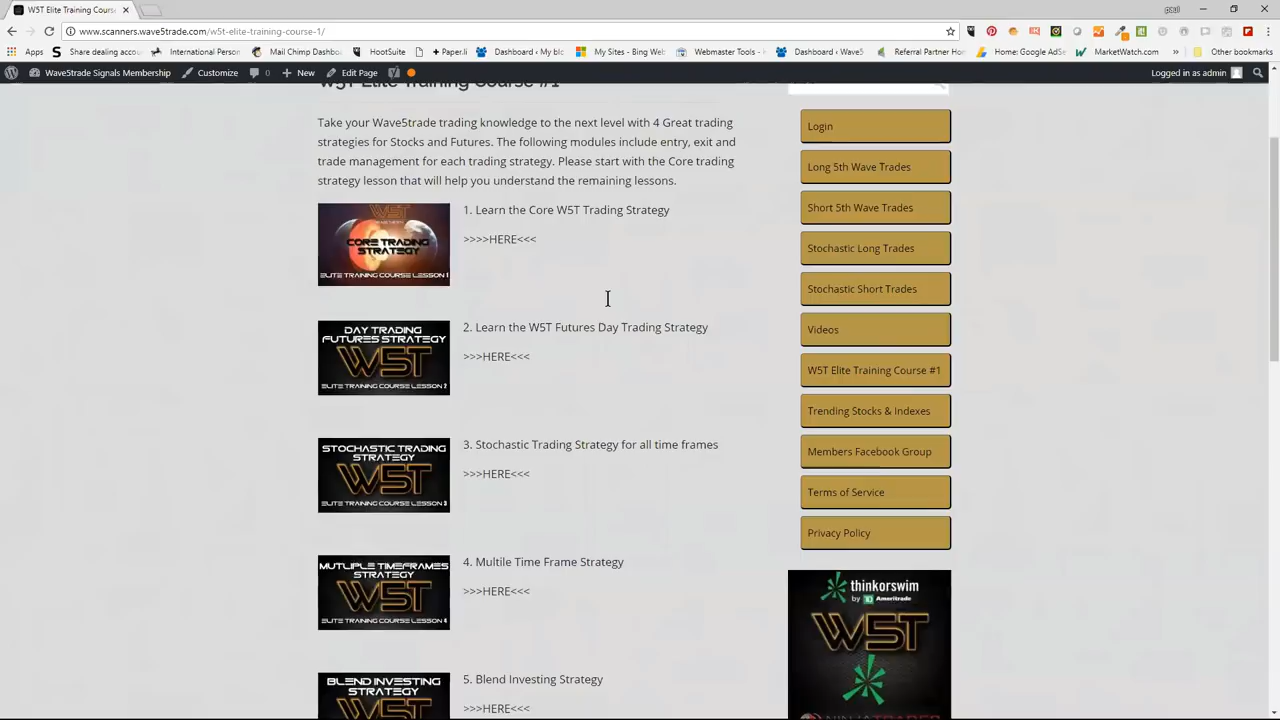 W5T Elite Training Course
gcall
www.scanners.wave5trade.com/w5t-elite-training-course-1/
Apps
Share dealing accou
International Person
Mail Chimp Dashbo
HootSuite
+ Paper.li
Dashboard ‹ My blo
My Sites - Bing Web
Webmaster Tools -
Dashboard ‹ Wave5
Referral Partner Ho
Home: Google AdSe
MarketWatch.com
»
Other bookmarks
Wave5trade Signals Membership
Customize
0
New
Edit Page
Logged in as admin
W5T Elite Training Course #1
Take your Wave5trade trading knowledge to the next level with 4 Great trading
strategies for Stocks and Futures. The following modules include entry, exit and
trade management for each trading strategy. Please start with the Core trading
strategy lesson that will help you understand the remaining lessons.
W5T
CORE TRADING
STRATEGY
ELITE TRAINING COURSE LESSON 1
1. Learn the Core W5T Trading Strategy
>>>>HERE<<<
DAY TRADING
FUTURES STRATEGY
W5T
ELITE TRAINING COURSE LESSON 2
2. Learn the W5T Futures Day Trading Strategy
>>>HERE<<<
STOCHASTIC TRADING
STRATEGY
W5T
ELITE TRAINING COURSE LESSON 3
3. Stochastic Trading Strategy for all time frames
>>>HERE<<<
MUTLIPLE TIMEFRAMES
STRATEGY
W5T
ELITE TRAINING COURSE LESSON 4
4. Multile Time Frame Strategy
>>>HERE<<<
BLEND INVESTING
STRATEGY
W5T
5. Blend Investing Strategy
>>>HERE<<<
Login
Long 5th Wave Trades
Short 5th Wave Trades
Stochastic Long Trades
Stochastic Short Trades
Videos
W5T Elite Training Course #1
Trending Stocks & Indexes
Members Facebook Group
Terms of Service
Privacy Policy
thinkorswim
by TD Ameritrade
W5T
NINJATRADER